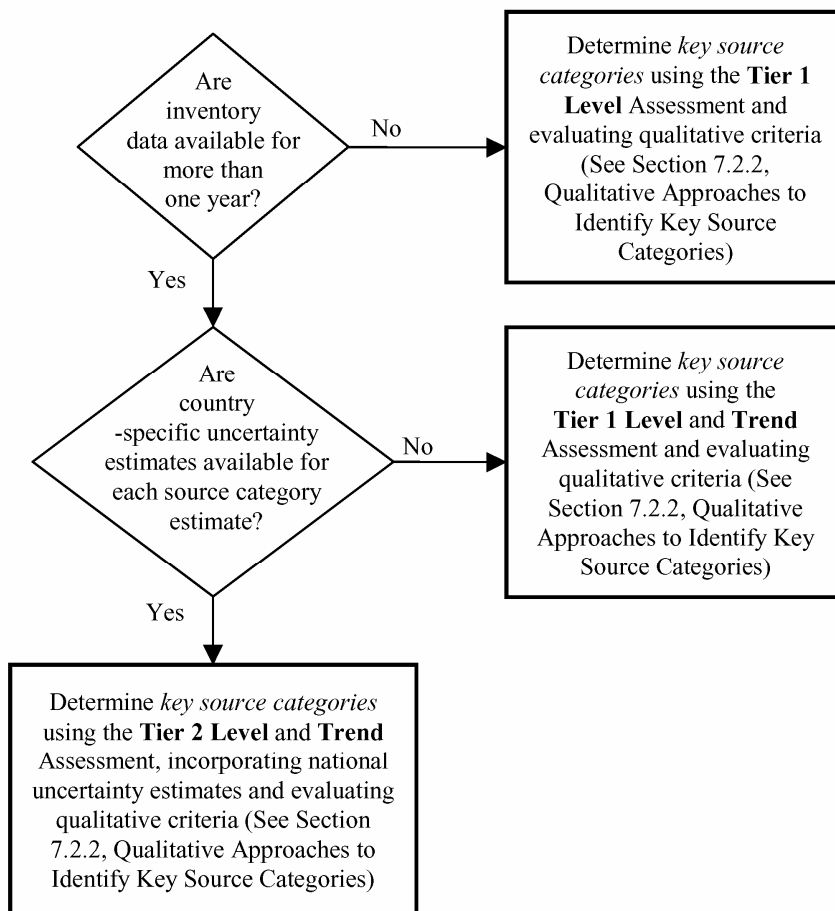 Are
inventory
data available for
more than
one year?
No
Determine key source
categories using the Tier 1
Level Assessment and
evaluating qualitative criteria
(See Section 7.2.2,
Qualitative Approaches to
Identify Key Source
Categories)
Yes
Are
country
-specific uncertainty
estimates available for
each source category
estimate?
No
Determine key source
categories using the
Tier 1 Level and Trend
Assessment and evaluating
qualitative criteria (See
Section 7.2.2, Qualitative
Approaches to Identify Key
Source Categories)
Yes
Determine key source categories
using the Tier 2 Level and Trend
Assessment, incorporating national
uncertainty estimates and evaluating
qualitative criteria (See Section
7.2.2, Qualitative Approaches to
Identify Key Source Categories)